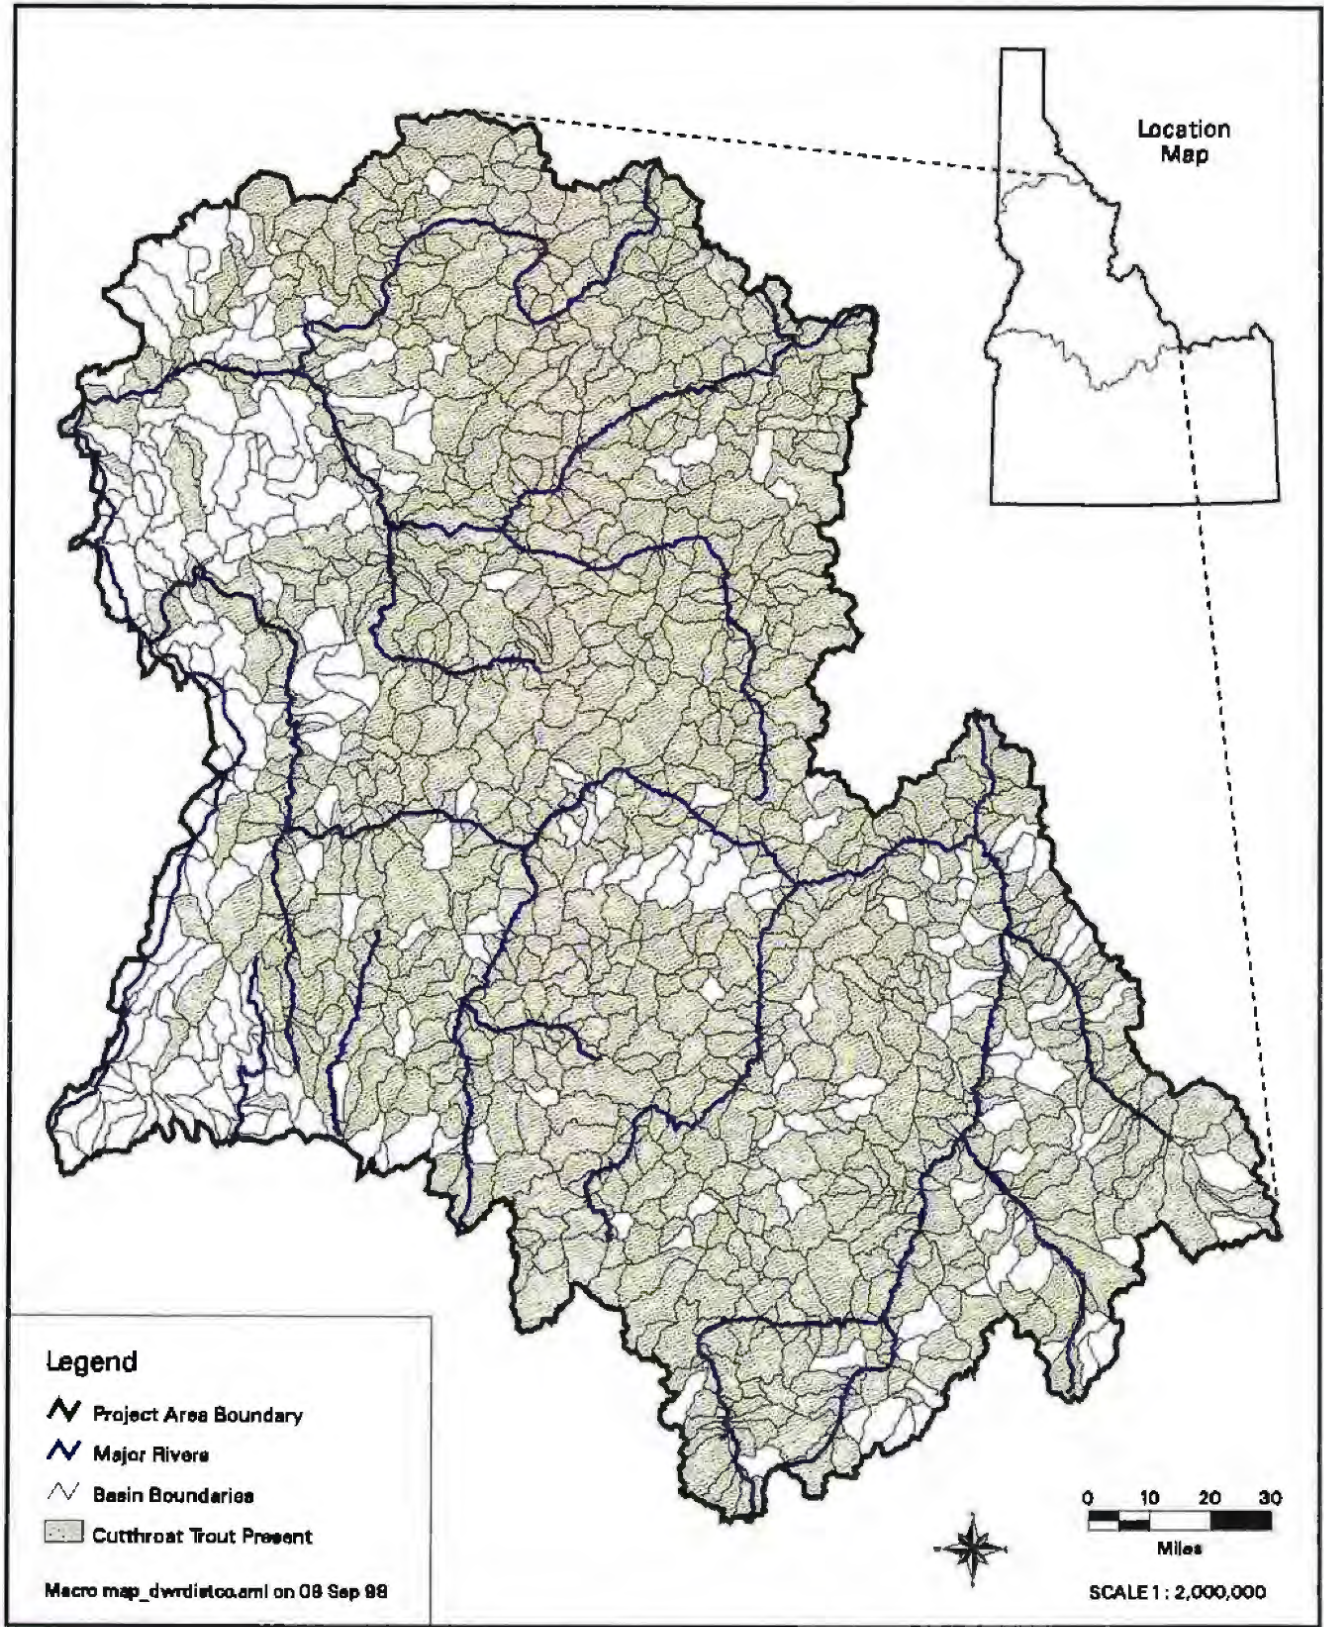 Location
Map
Legend
Project Area Boundary
Major Rivers
Basin Boundaries
Cutthroat Trout Present
Macro map_dwrdistco.aml on 08 Sep 98
0 10 20 30
Miles
SCALE 1 : 2,000,000